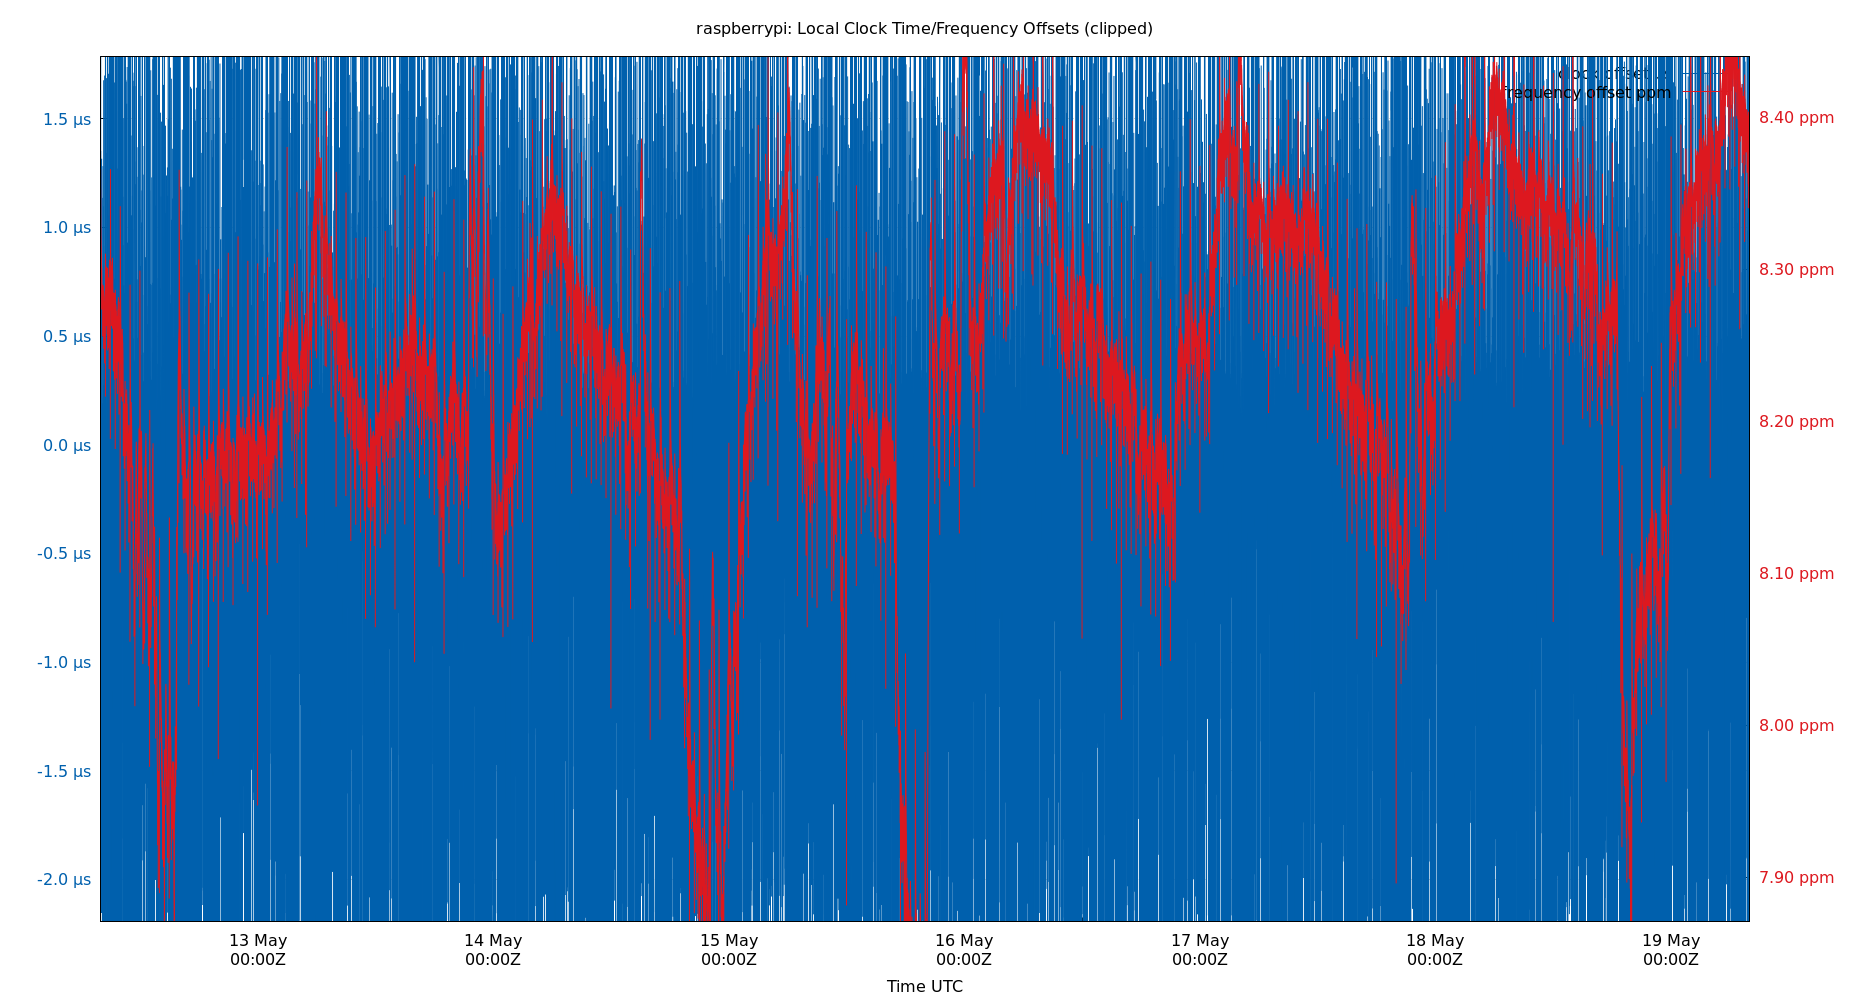 raspberrypi: Local Clock Time/Frequency Offsets (clipped)
clock offset
frequency offset ppm
1.5 µs
1.0 µs
0.5 µs
0.0 µs
-0.5 µs
-1.0 µs
-1.5 µs
-2.0 µs
8.40 ppm
8.30 ppm
8.20 ppm
8.10 ppm
8.00 ppm
7.90 ppm
13 May
00:00Z
14 May
00:00Z
15 May
00:00Z
16 May
00:00Z
17 May
00:00Z
18 May
00:00Z
19 May
00:00Z
Time UTC